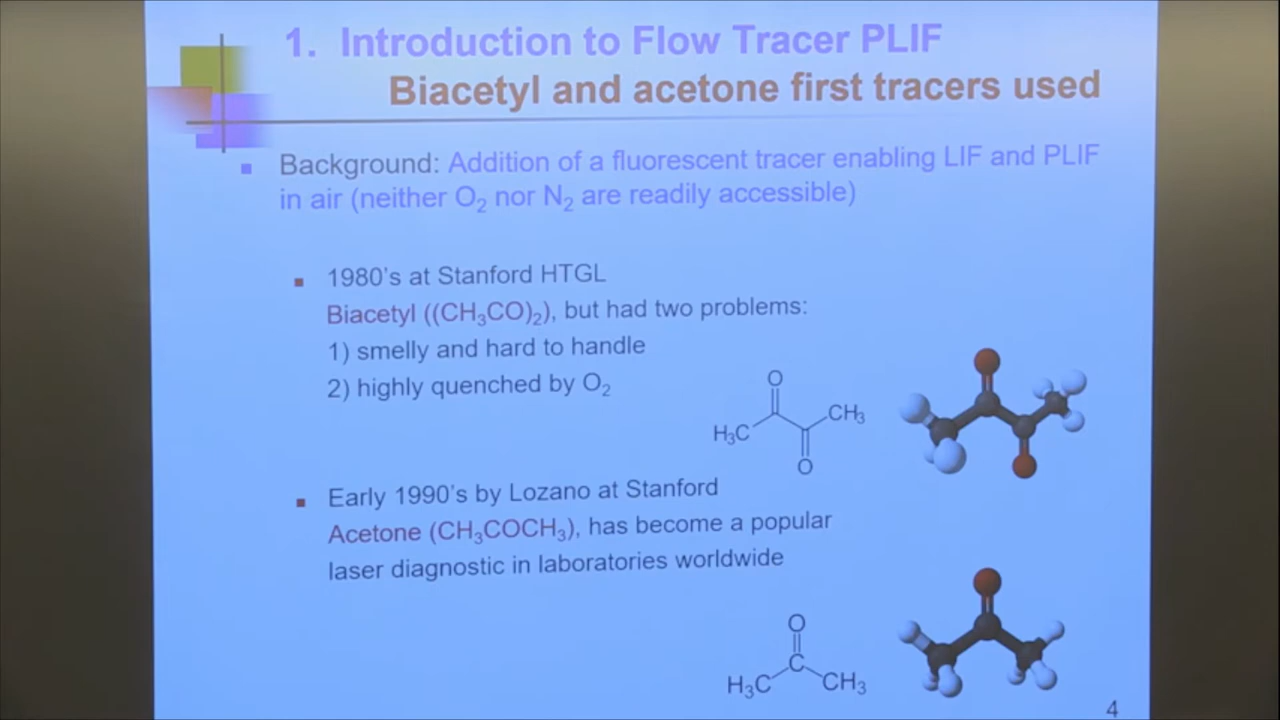 1. Introduction to Flow Tracer PLIF
Biacetyl and acetone first tracers used
Background: Addition of a fluorescent tracer enabling LIF and PLIF
in air (neither O₂ nor N₂ are readily accessible)
1980's at Stanford HTGL
Biacetyl ((CH₃CO)₂), but had two problems:
1) smelly and hard to handle
2) highly quenched by O₂
O
CH₃
H₃C
O
Early 1990's by Lozano at Stanford
Acetone (CH₃COCH₃), has become a popular
laser diagnostic in laboratories worldwide
O
C
H₃C
CH₃
4